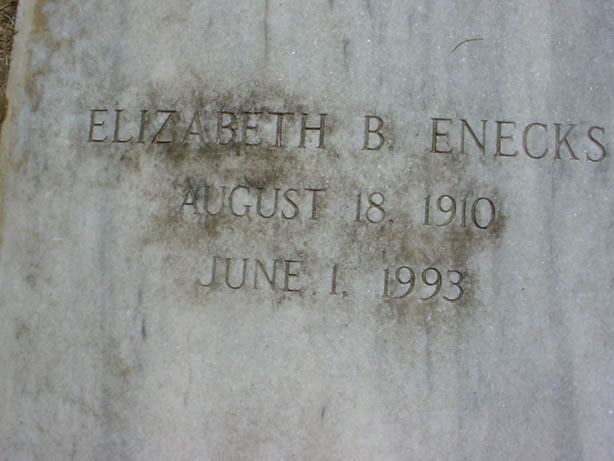 ELIZABETH B. ENECKS
AUGUST 18, 1910
JUNE 1, 1993